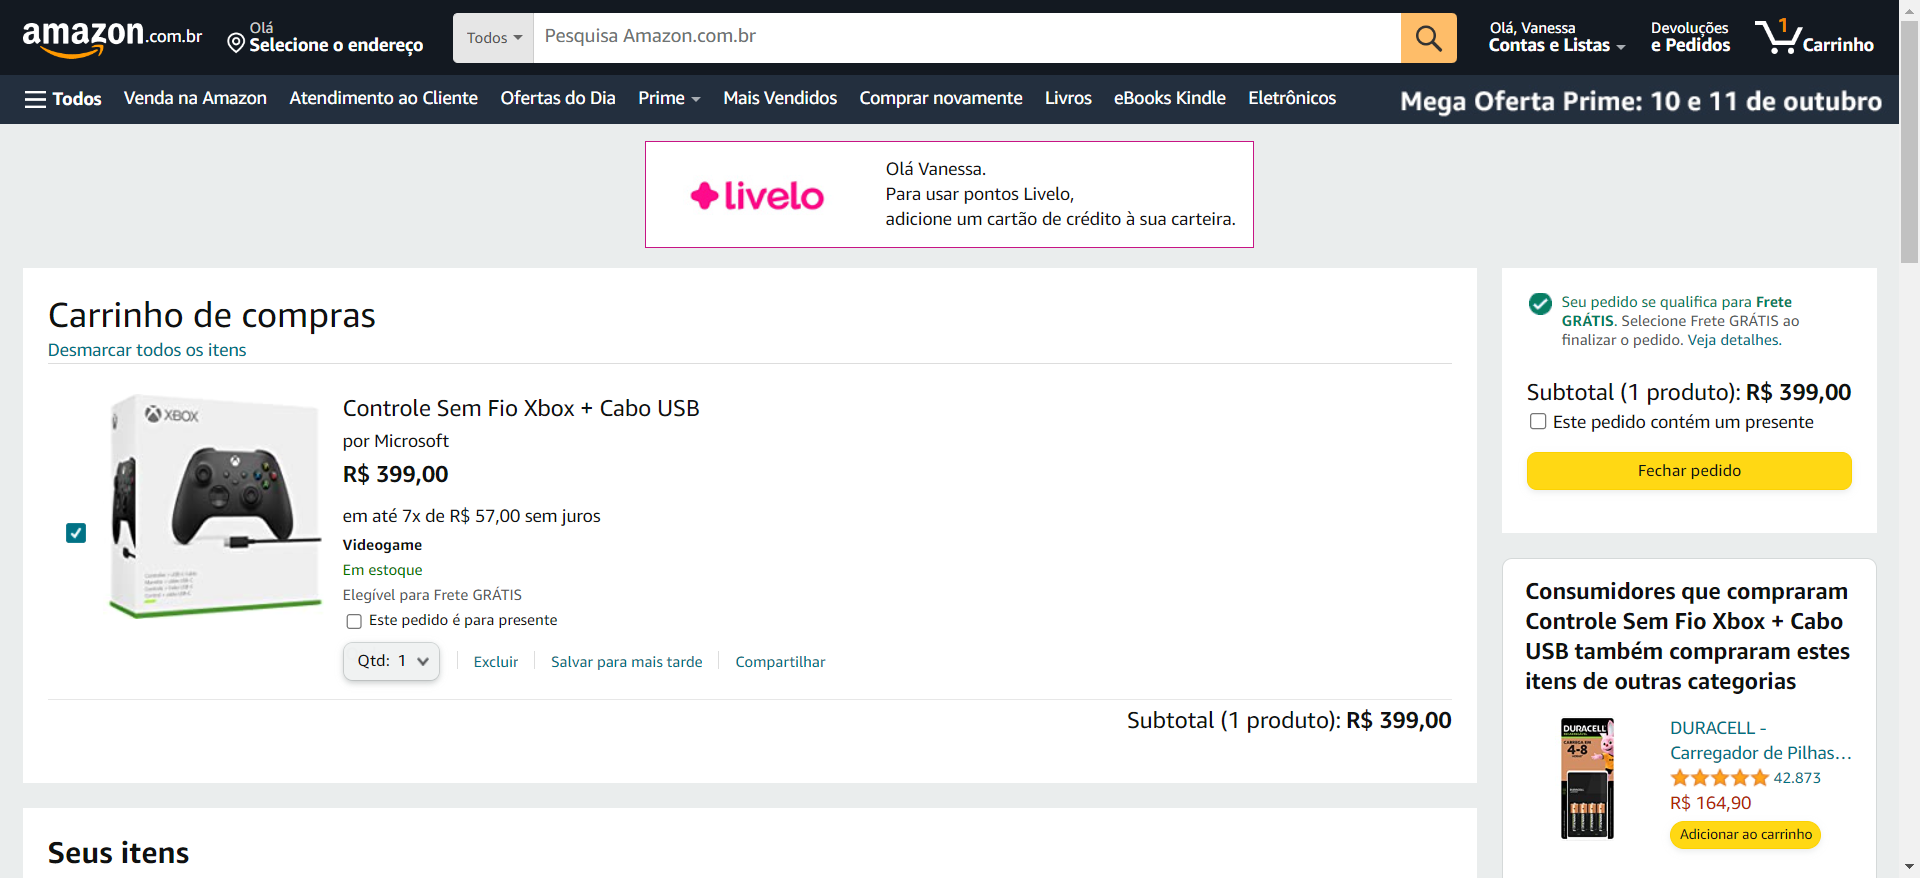 amazon.com.br
Olá
Selecione o endereço
Todos
Pesquisa Amazon.com.br
Olá, Vanessa
Contas e Listas
Devoluções
e Pedidos
1
Carrinho
Todos
Venda na Amazon
Atendimento ao Cliente
Ofertas do Dia
Prime
Mais Vendidos
Comprar novamente
Livros
eBooks Kindle
Eletrônicos
Mega Oferta Prime: 10 e 11 de outubro
livelo
Olá Vanessa.
Para usar pontos Livelo,
adicione um cartão de crédito à sua carteira.
Carrinho de compras
Desmarcar todos os itens
XBOX
Controle Sem Fio Xbox + Cabo USB
por Microsoft
R$ 399,00
em até 7x de R$ 57,00 sem juros
Videogame
Em estoque
Elegível para Frete GRÁTIS
Este pedido é para presente
Qtd: 1
Excluir
Salvar para mais tarde
Compartilhar
Subtotal (1 produto): R$ 399,00
Seus itens
Seu pedido se qualifica para Frete
GRÁTIS. Selecione Frete GRÁTIS ao
finalizar o pedido. Veja detalhes.
Subtotal (1 produto): R$ 399,00
Este pedido contém um presente
Fechar pedido
Consumidores que compraram
Controle Sem Fio Xbox + Cabo
USB também compraram estes
itens de outras categorias
DURACELL
4-8
DURACELL -
Carregador de Pilhas…
42.873
R$ 164,90
Adicionar ao carrinho